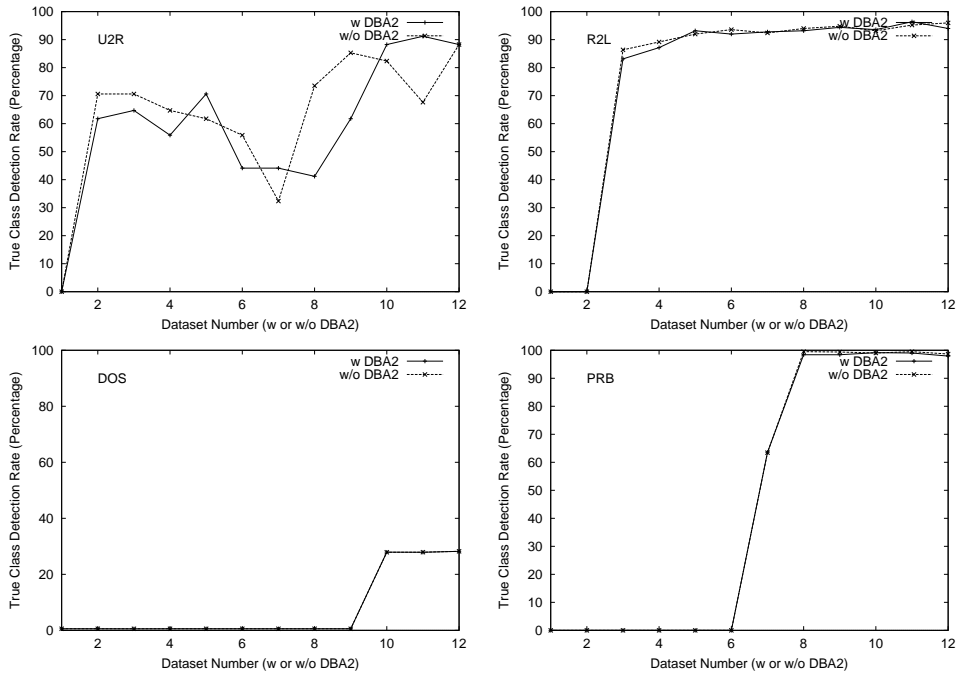 100
90
80
70
60
50
40
30
20
10
0
True Class Detection Rate (Percentage)
U2R
w DBA2
w/o DBA2
2 4 6 8 10 12
Dataset Number (w or w/o DBA2)
100
90
80
70
60
50
40
30
20
10
0
True Class Detection Rate (Percentage)
R2L
w DBA2
w/o DBA2
2 4 6 8 10 12
Dataset Number (w or w/o DBA2)
100
80
60
40
20
0
True Class Detection Rate (Percentage)
DOS
w DBA2
w/o DBA2
2 4 6 8 10 12
Dataset Number (w or w/o DBA2)
100
90
80
70
60
50
40
30
20
10
0
True Class Detection Rate (Percentage)
PRB
w DBA2
w/o DBA2
2 4 6 8 10 12
Dataset Number (w or w/o DBA2)